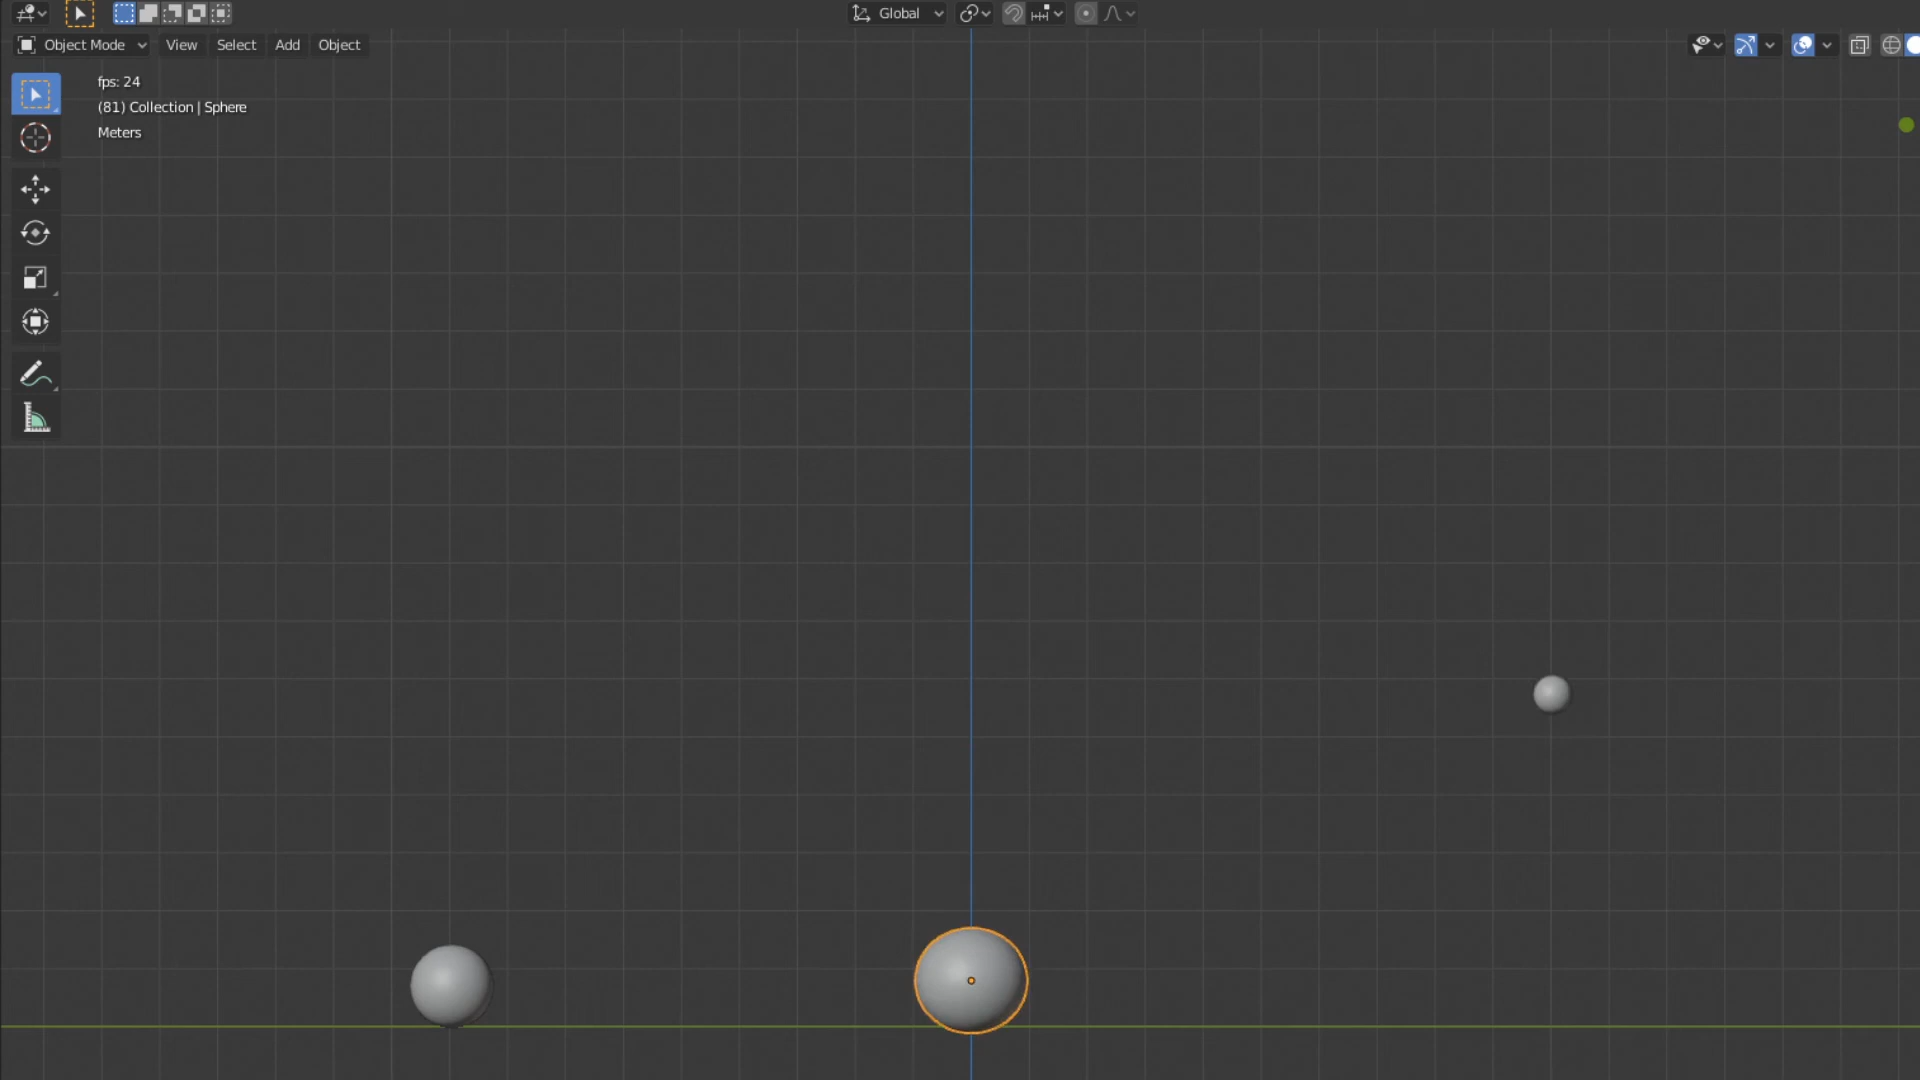 Global
Object Mode View Select Add Object
fps: 24
(81) Collection | Sphere
Meters